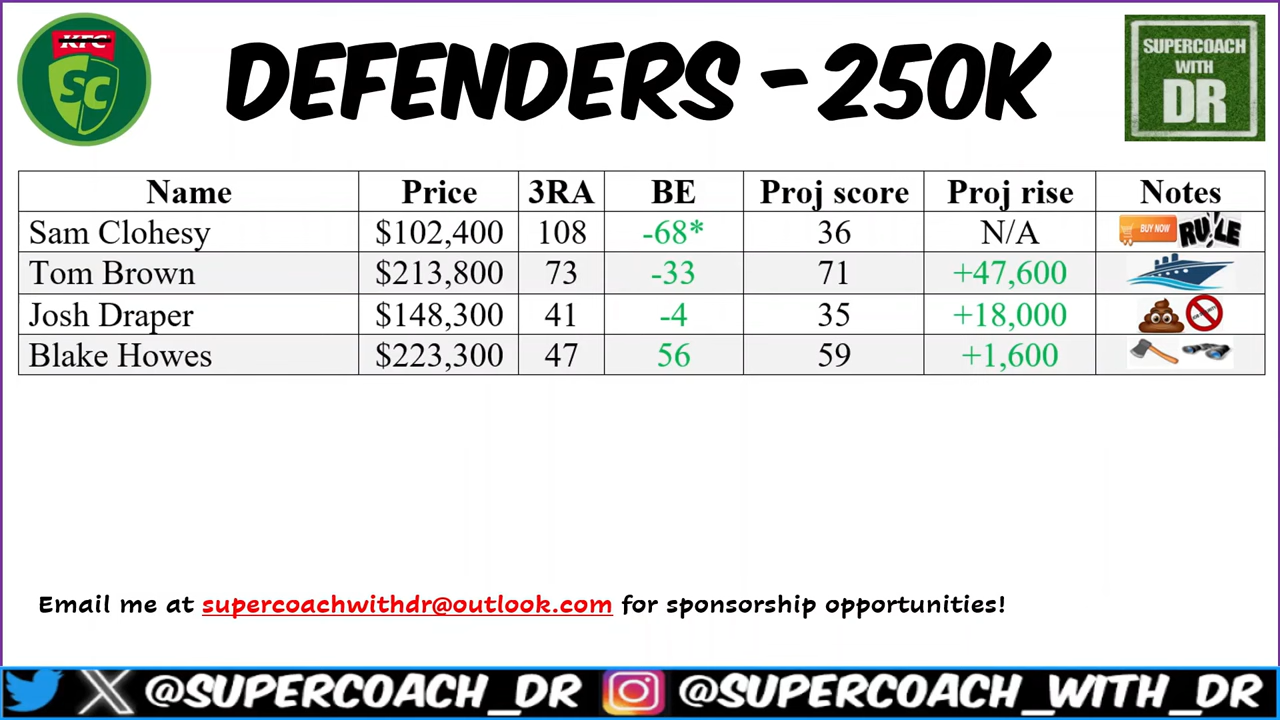 KFC
SC
DEFENDERS - 250K
SUPERCOACH
WITH
DR
Name Price 3RA BE Proj score Proj rise Notes
Sam Clohesy $102,400 108 -68* 36 N/A BUY NOW RULE
Tom Brown $213,800 73 -33 71 +47,600
Josh Draper $148,300 41 -4 35 +18,000
Blake Howes $223,300 47 56 59 +1,600
Email me at supercoachwithdr@outlook.com for sponsorship opportunities!
@SUPERCOACH_DR @SUPERCOACH_WITH_DR